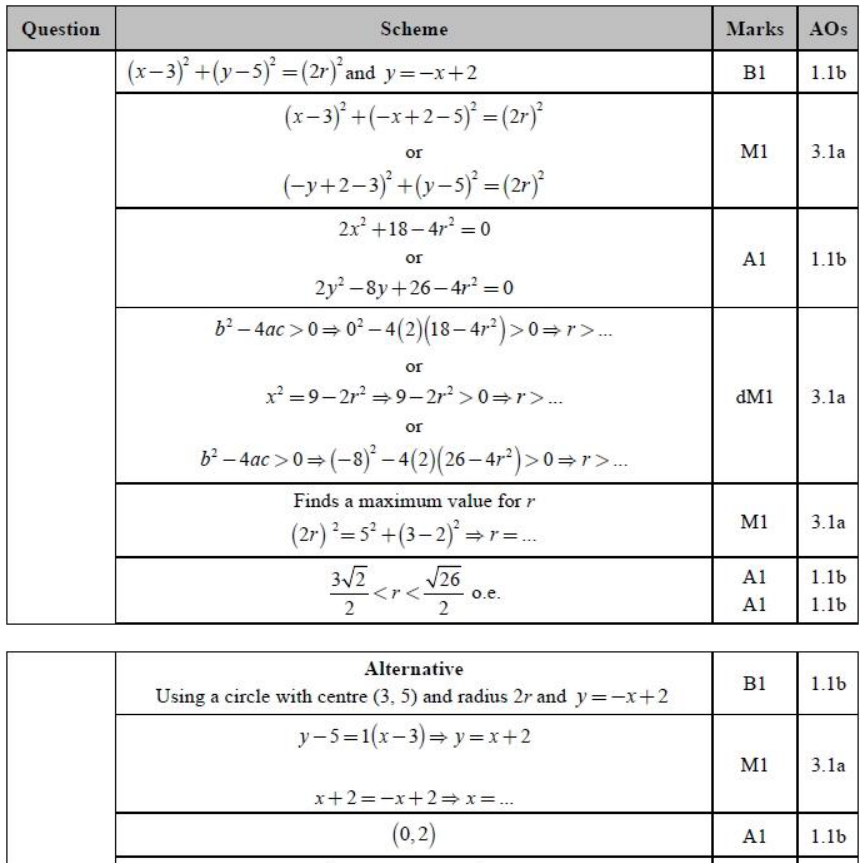 Question Scheme Marks AOs
(x−3)² + (y−5)² = (2r)² and y = −x+2 B1 1.1b
(x−3)² + (−x+2−5)² = (2r)²
or M1 3.1a
(−y+2−3)² + (y−5)² = (2r)²
2x² + 18 − 4r² = 0
or A1 1.1b
2y² − 8y + 26 − 4r² = 0
b² − 4ac > 0 ⇒ 0² − 4(2)(18 − 4r²) > 0 ⇒ r > ...
or
x² = 9 − 2r² ⇒ 9 − 2r² > 0 ⇒ r > ... dM1 3.1a
or
b² − 4ac > 0 ⇒ (−8)² − 4(2)(26 − 4r²) > 0 ⇒ r > ...
Finds a maximum value for r
(2r)² = 5² + (3−2)² ⇒ r = ... M1 3.1a
3√2/2 < r < √26/2 o.e. A1 1.1b
A1 1.1b
Alternative
Using a circle with centre (3, 5) and radius 2r and y = −x+2 B1 1.1b
y − 5 = 1(x−3) ⇒ y = x+2
M1 3.1a
x+2 = −x+2 ⇒ x = ...
(0, 2) A1 1.1b